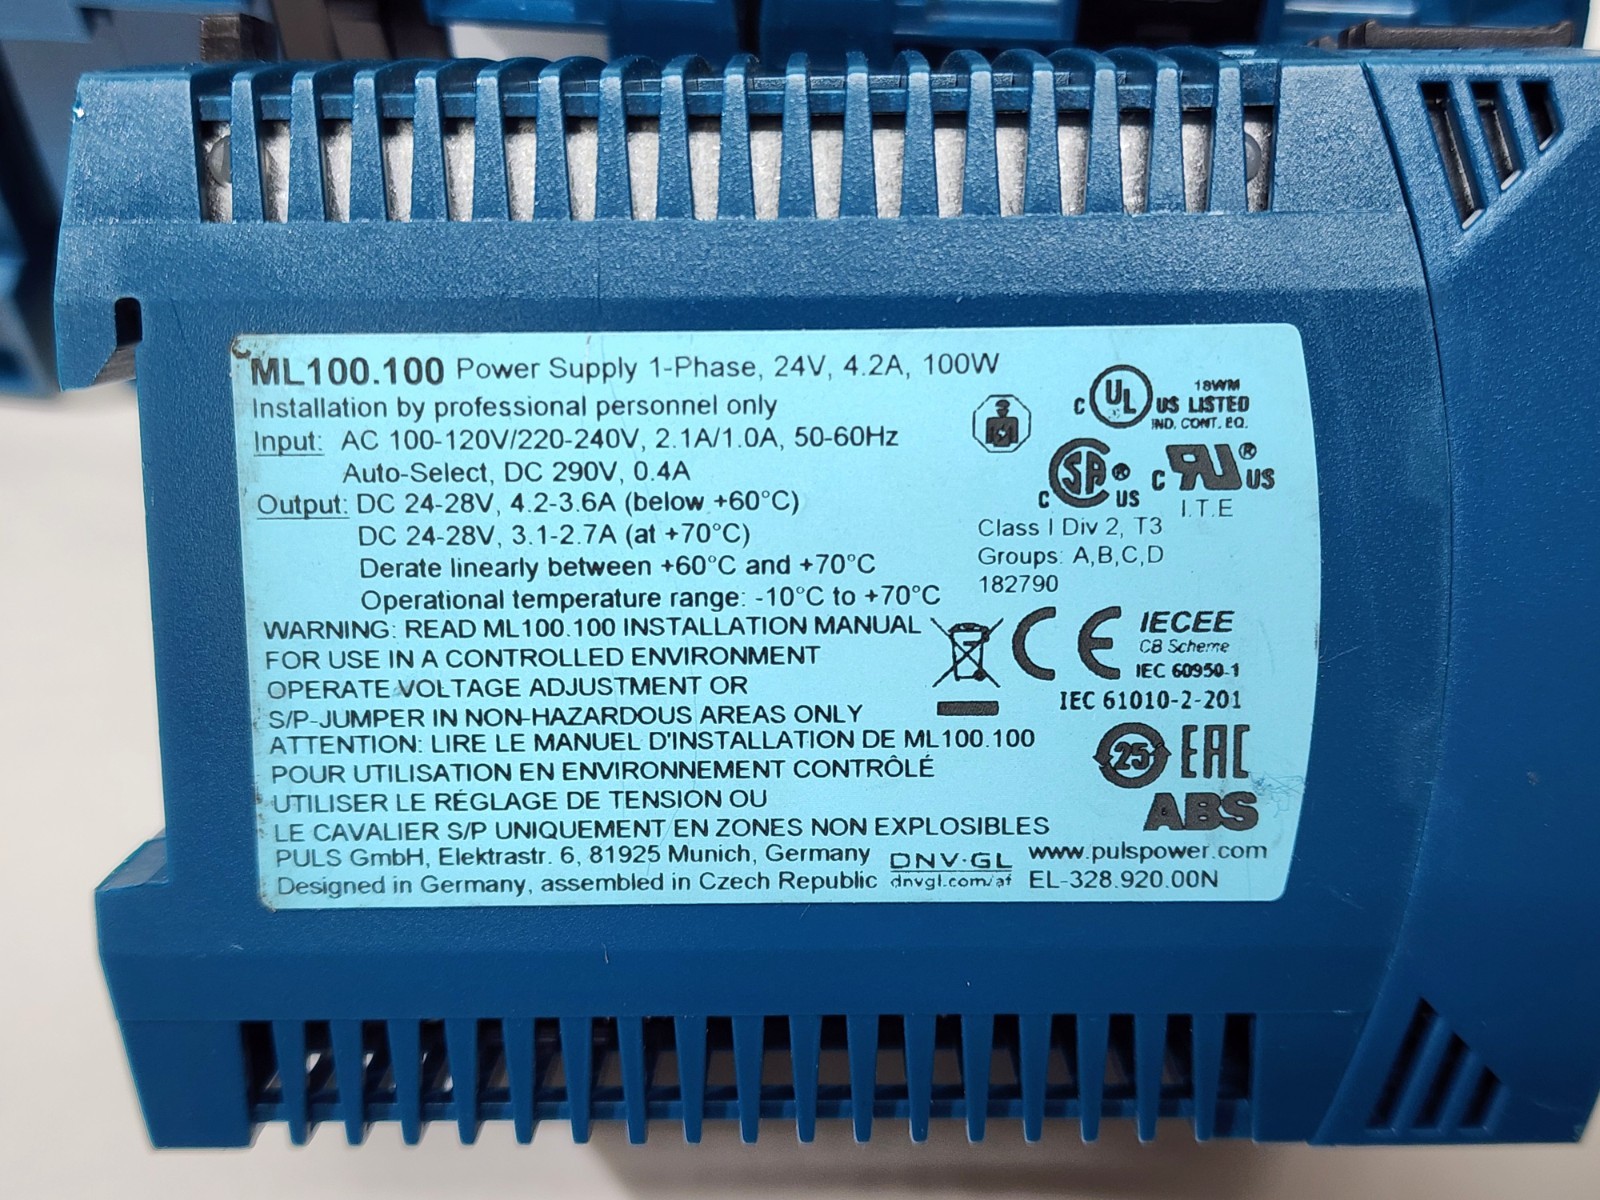 ML100.100 Power Supply 1-Phase, 24V, 4.2A, 100W
Installation by professional personnel only
Input: AC 100-120V/220-240V, 2.1A/1.0A, 50-60Hz
Auto-Select, DC 290V, 0.4A
Output: DC 24-28V, 4.2-3.6A (below +60°C)
DC 24-28V, 3.1-2.7A (at +70°C)
Derate linearly between +60°C and +70°C
Operational temperature range: -10°C to +70°C
WARNING: READ ML100.100 INSTALLATION MANUAL
FOR USE IN A CONTROLLED ENVIRONMENT
OPERATE VOLTAGE ADJUSTMENT OR
S/P-JUMPER IN NON-HAZARDOUS AREAS ONLY
ATTENTION: LIRE LE MANUEL D'INSTALLATION DE ML100.100
POUR UTILISATION EN ENVIRONNEMENT CONTRÔLÉ
UTILISER LE RÉGLAGE DE TENSION OU
LE CAVALIER S/P UNIQUEMENT EN ZONES NON EXPLOSIBLES
PULS GmbH, Elektrastr. 6, 81925 Munich, Germany
Designed in Germany, assembled in Czech Republic
DNV·GL
dnvgl.com/af
www.pulspower.com
EL-328.920.00N
18WM
C UL US LISTED
IND. CONT. EQ.
C SA ® US
C RU ® US
I.T.E
Class I Div 2, T3
Groups: A,B,C,D
182790
CE
IECEE
CB Scheme
IEC 60950-1
IEC 61010-2-201
25 EAC
ABS